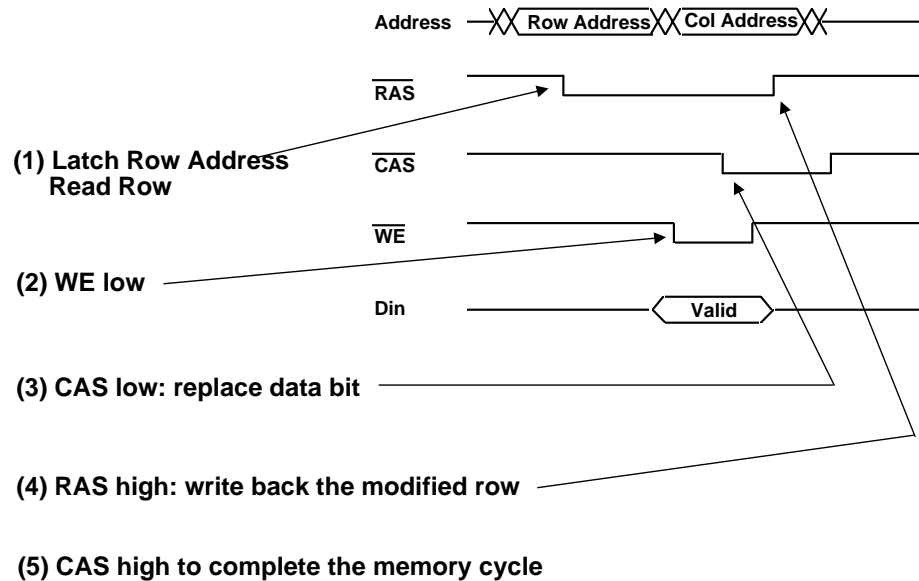 Address Row Address Col Address
RAS
(1) Latch Row Address
Read Row
CAS
WE
(2) WE low
Din Valid
(3) CAS low: replace data bit
(4) RAS high: write back the modified row
(5) CAS high to complete the memory cycle